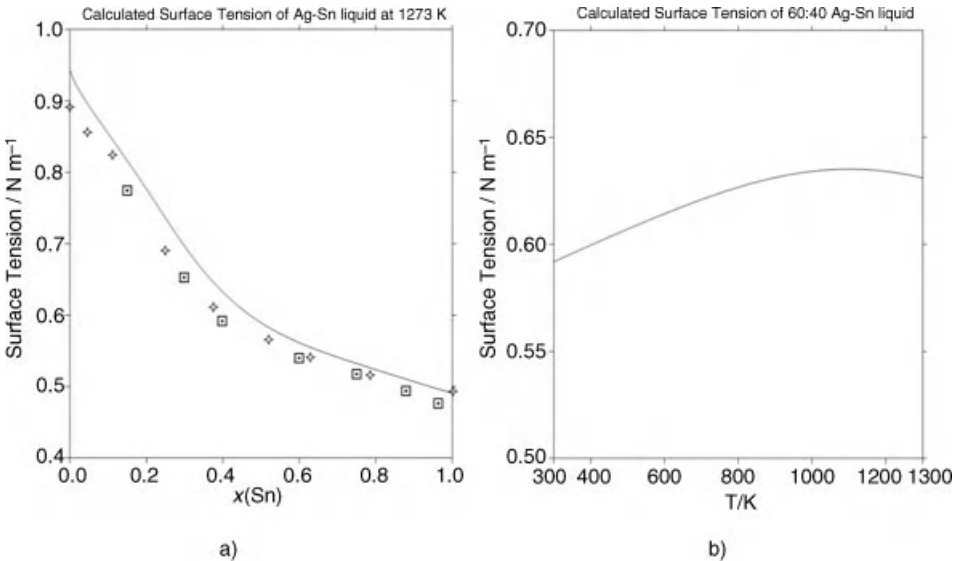 Calculated Surface Tension of Ag-Sn liquid at 1273 K
1.0
0.9
0.8
0.7
0.6
0.5
0.4
Surface Tension / N m⁻¹
0.0 0.2 0.4 0.6 0.8 1.0
x(Sn)
a)
Calculated Surface Tension of 60:40 Ag-Sn liquid
0.70
0.65
0.60
0.55
0.50
Surface Tension / N m⁻¹
300 400 600 800 1000 1200 1300
T/K
b)